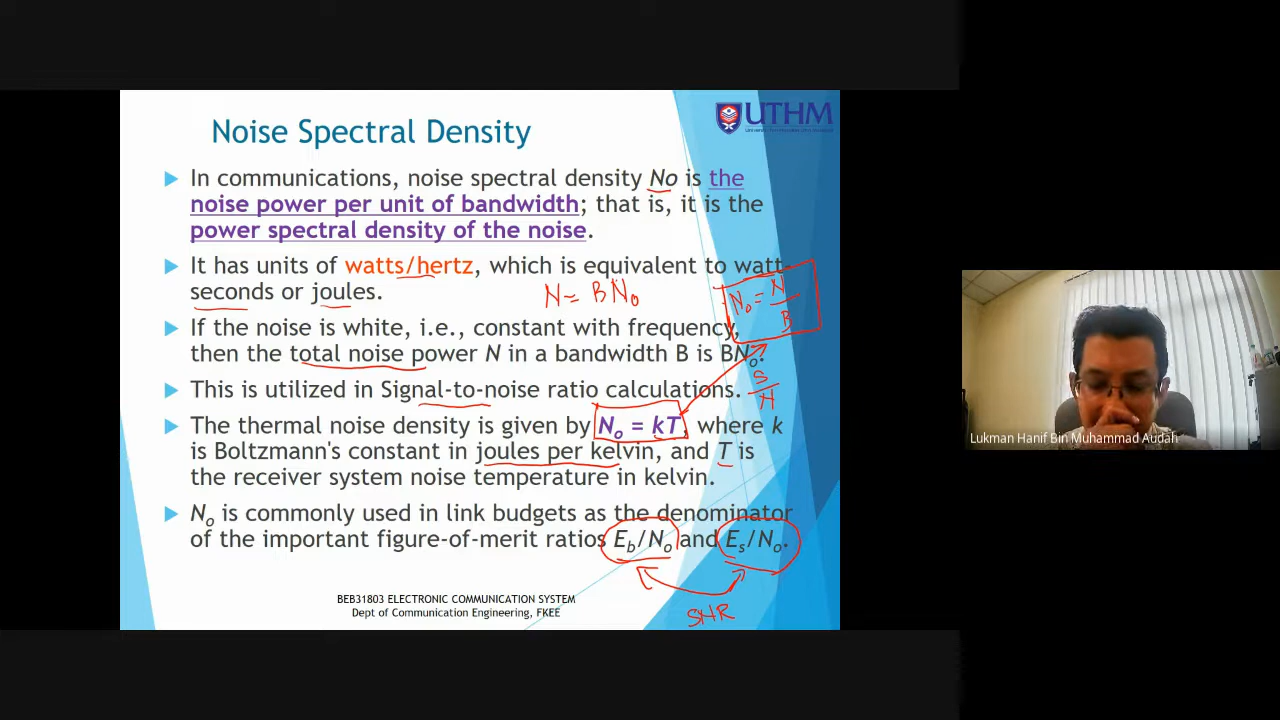 UTHM
Noise Spectral Density
In communications, noise spectral density No is the
noise power per unit of bandwidth; that is, it is the
power spectral density of the noise.
It has units of watts/hertz, which is equivalent to watt-
seconds or joules.
N = BNo
No = N/B
If the noise is white, i.e., constant with frequency,
then the total noise power N in a bandwidth B is BNo.
This is utilized in Signal-to-noise ratio calculations.
S/N
The thermal noise density is given by No = kT, where k
is Boltzmann's constant in joules per kelvin, and T is
the receiver system noise temperature in kelvin.
No is commonly used in link budgets as the denominator
of the important figure-of-merit ratios Eb/No and Es/No.
SNR
BEB31803 ELECTRONIC COMMUNICATION SYSTEM
Dept of Communication Engineering, FKEE
Lukman Hanif Bin Muhammad Audah